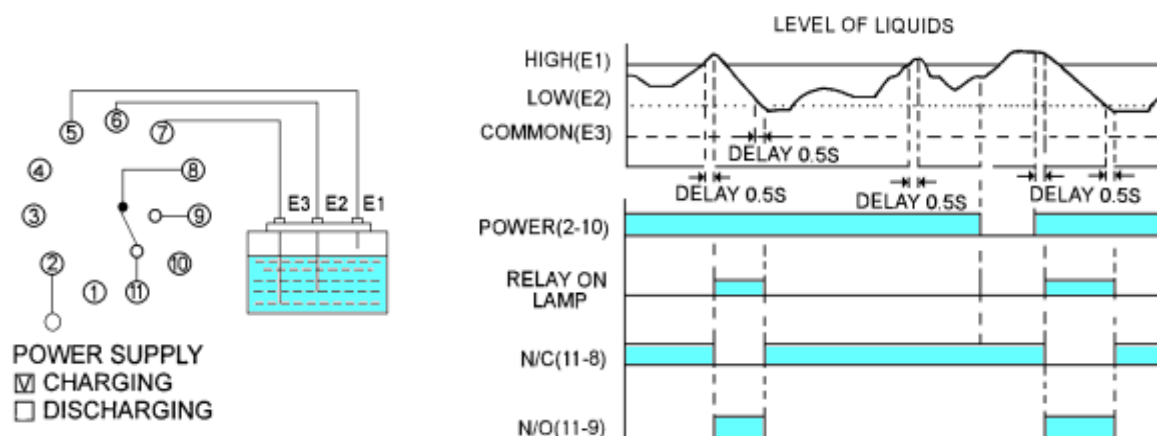 ⑤ ⑥ ⑦
④ ⑧
③ ⑨
② ⑩
① ⑪
E3 E2 E1
POWER SUPPLY
☑ CHARGING
☐ DISCHARGING
LEVEL OF LIQUIDS
HIGH(E1)
LOW(E2)
COMMON(E3)
DELAY 0.5S
DELAY 0.5S DELAY 0.5S DELAY 0.5S
POWER(2-10)
RELAY ON
LAMP
N/C(11-8)
N/O(11-9)